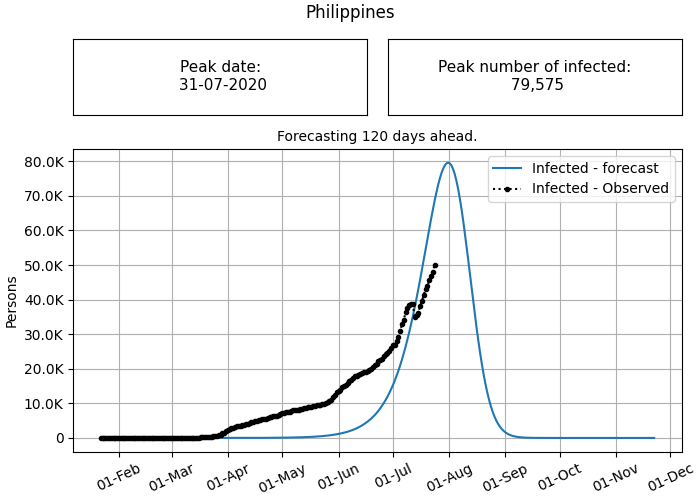 Philippines
Peak date:
31-07-2020
Peak number of infected:
79,575
Forecasting 120 days ahead.
Infected - forecast
Infected - Observed
80.0K
70.0K
60.0K
50.0K
40.0K
30.0K
20.0K
10.0K
0
Persons
01-Feb
01-Mar
01-Apr
01-May
01-Jun
01-Jul
01-Aug
01-Sep
01-Oct
01-Nov
01-Dec